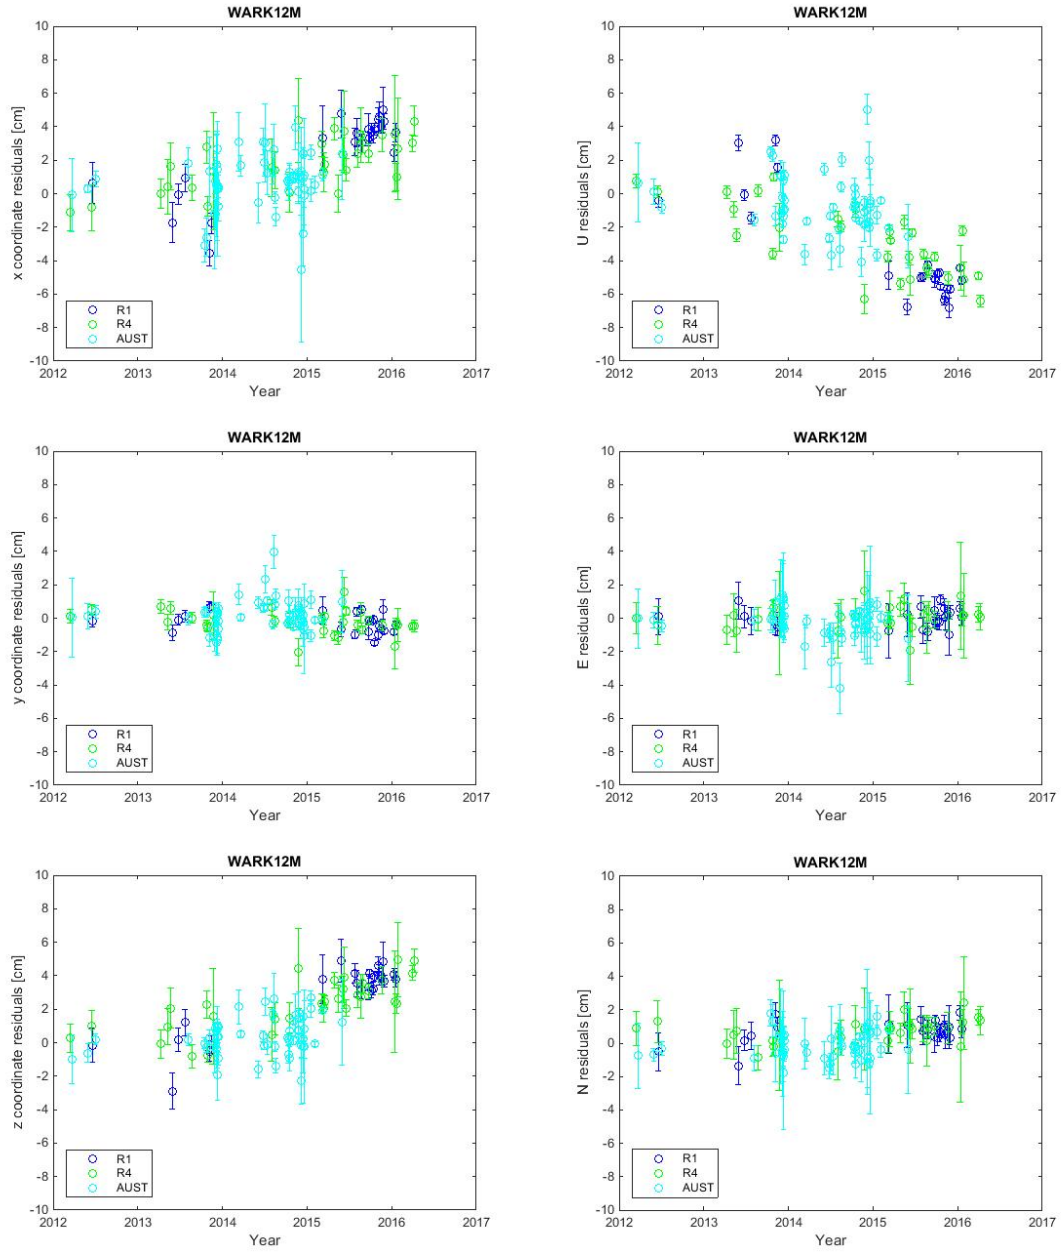 WARK12M
10
8
6
4
2
0
-2
-4
-6
-8
-10
x coordinate residuals [cm]
R1
R4
AUST
2012 2013 2014 2015 2016 2017
Year
WARK12M
10
8
6
4
2
0
-2
-4
-6
-8
-10
U residuals [cm]
R1
R4
AUST
2012 2013 2014 2015 2016 2017
Year
WARK12M
10
8
6
4
2
0
-2
-4
-6
-8
-10
y coordinate residuals [cm]
R1
R4
AUST
2012 2013 2014 2015 2016 2017
Year
WARK12M
10
8
6
4
2
0
-2
-4
-6
-8
-10
E residuals [cm]
R1
R4
AUST
2012 2013 2014 2015 2016 2017
Year
WARK12M
10
8
6
4
2
0
-2
-4
-6
-8
-10
z coordinate residuals [cm]
R1
R4
AUST
2012 2013 2014 2015 2016 2017
Year
WARK12M
10
8
6
4
2
0
-2
-4
-6
-8
-10
N residuals [cm]
R1
R4
AUST
2012 2013 2014 2015 2016 2017
Year